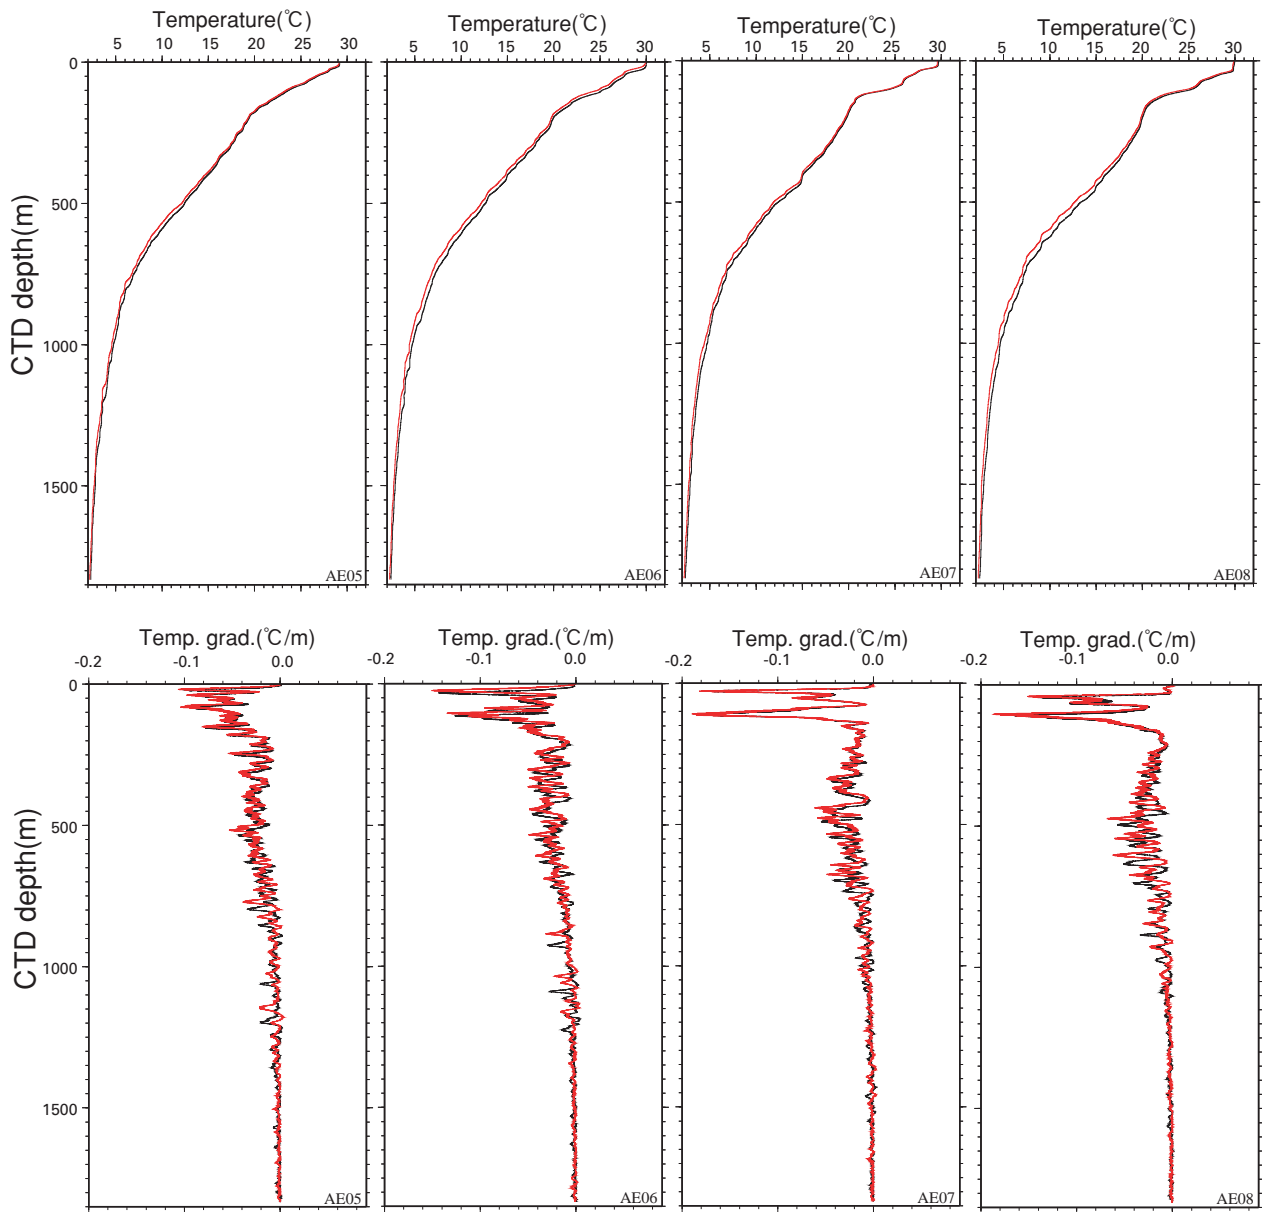 Temperature(℃) Temperature(℃) Temperature(℃) Temperature(℃)
5 10 15 20 25 30 5 10 15 20 25 30 5 10 15 20 25 30 5 10 15 20 25 30
0
500
1000
1500
CTD depth(m)
AE05 AE06 AE07 AE08
Temp. grad.(℃/m) Temp. grad.(℃/m) Temp. grad.(℃/m) Temp. grad.(℃/m)
-0.2 -0.1 0.0 -0.2 -0.1 0.0 -0.2 -0.1 0.0 -0.2 -0.1 0.0
0
500
1000
1500
CTD depth(m)
AE05 AE06 AE07 AE08